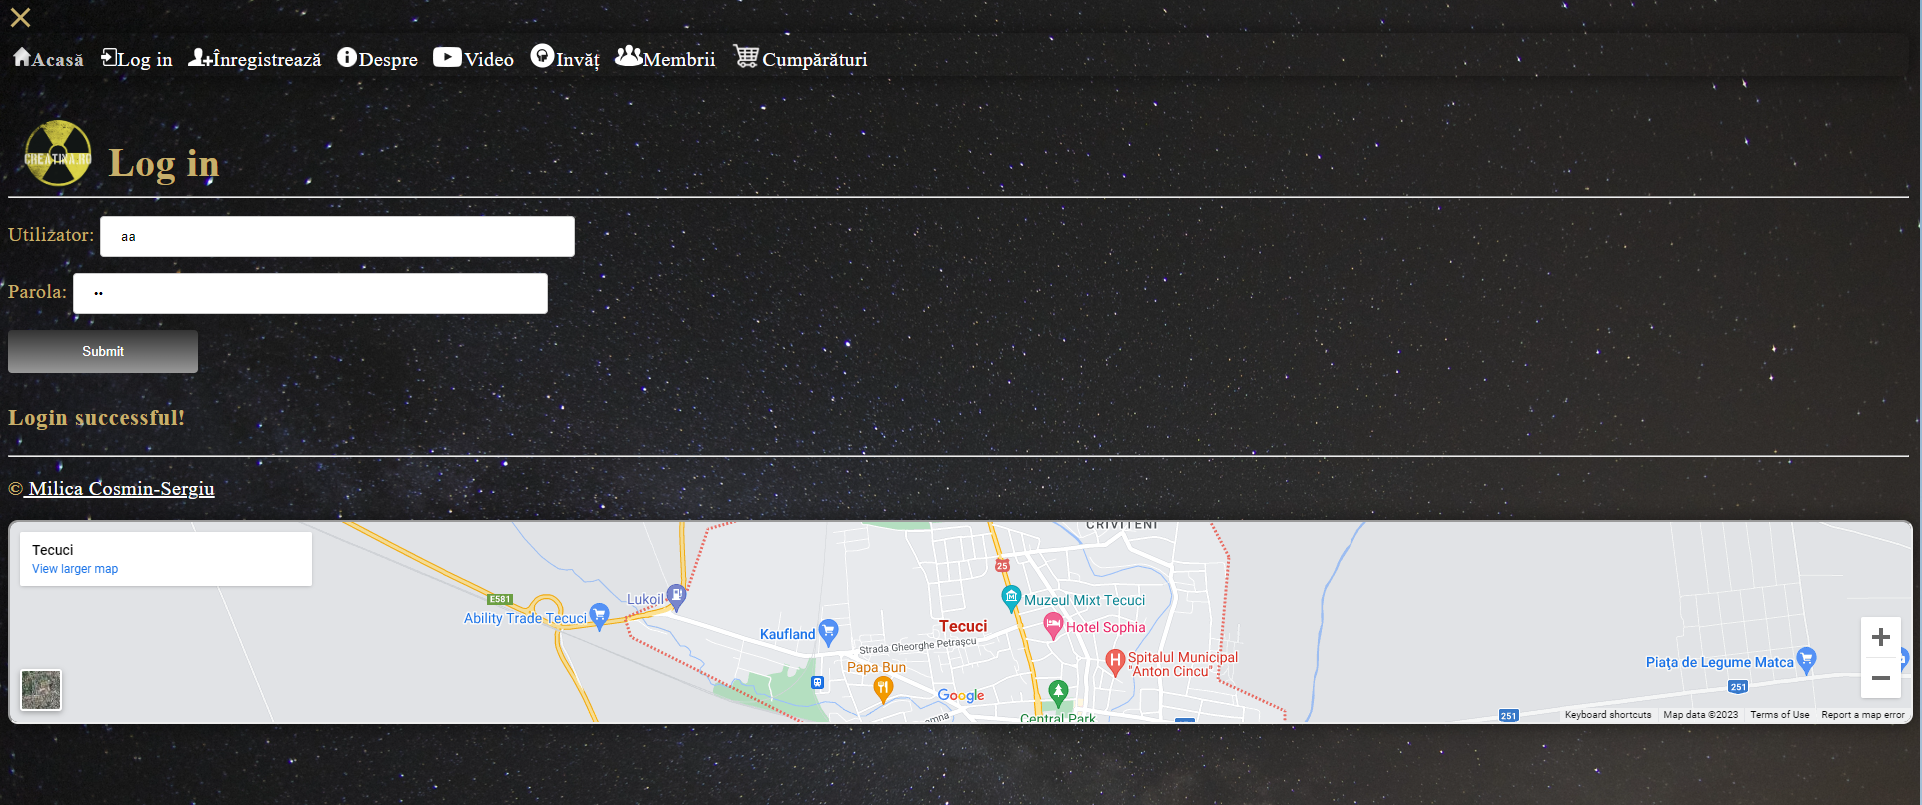 Acasă Log in Înregistrează Despre Video Invăț Membrii Cumpărături
CREATINA.RO
Log in
Utilizator: aa
Parola: ••
Submit
Login successful!
© Milica Cosmin-Sergiu
Tecuci
View larger map
CRIVITENI
25
E581
Lukoil
Ability Trade Tecuci
Muzeul Mixt Tecuci
Kaufland
Tecuci
Hotel Sophia
Strada Gheorghe Petrașcu
Papa Bun
H
Spitalul Municipal
"Anton Cincu"
Piața de Legume Matca
251
Google
Central Park
251
Keyboard shortcuts Map data ©2023 Terms of Use Report a map error